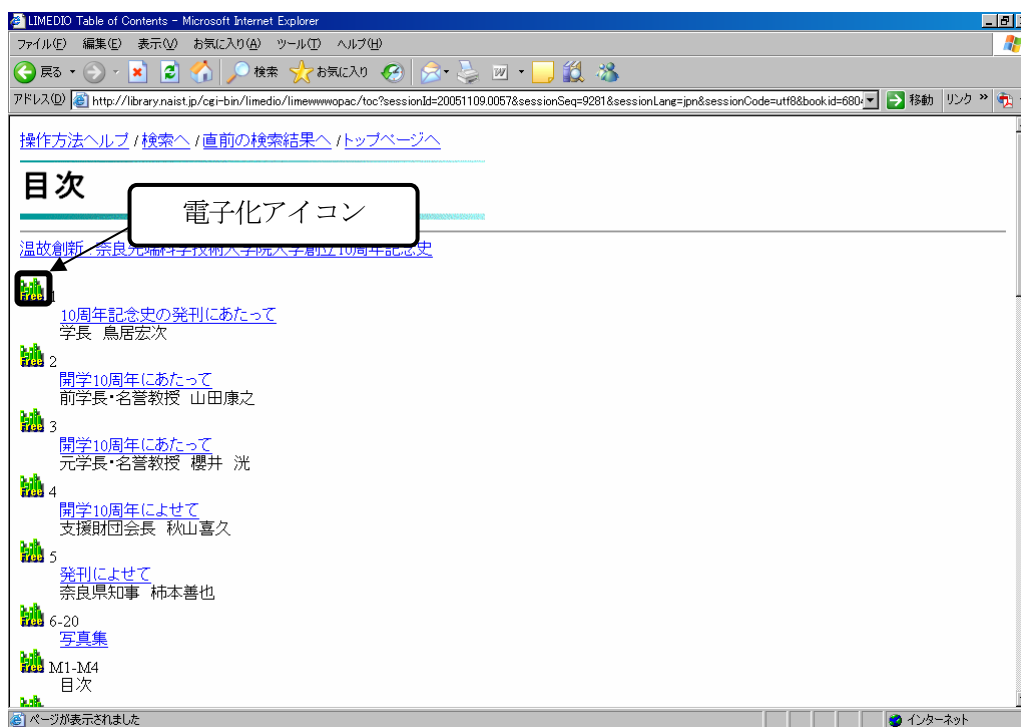 LIMEDIO Table of Contents - Microsoft Internet Explorer
ファイル(F) 編集(E) 表示(V) お気に入り(A) ツール(T) ヘルプ(H)
戻る 検索 お気に入り
アドレス(D) http://library.naist.jp/cgi-bin/limedio/limewwwopac/toc?sessionId=20051109.0057&sessionSeq=9281&sessionLang=jpn&sessionCode=utf8&bookid=680 移動 リンク »
操作方法へルプ / 検索へ / 直前の検索結果へ / トップページへ
目次
電子化アイコン
温故創新 : 奈良先端科学技術大学院大学創立10周年記念史
Free 1
10周年記念史の発刊にあたって
学長 鳥居宏次
Free 2
開学10周年にあたって
前学長・名誉教授 山田康之
Free 3
開学10周年にあたって
元学長・名誉教授 櫻井 洸
Free 4
開学10周年によせて
支援財団会長 秋山喜久
Free 5
発刊によせて
奈良県知事 柿本善也
Free 6-20
写真集
Free M1-M4
目次
ページが表示されました インターネット